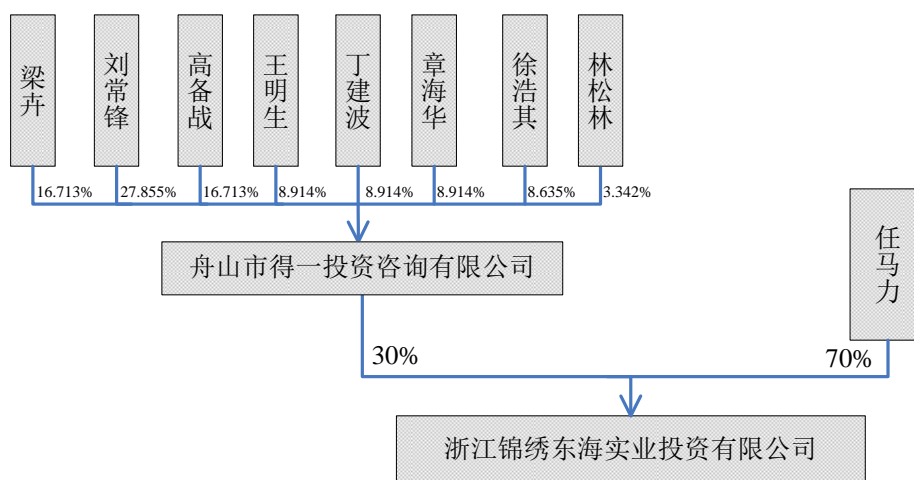 梁卉
刘常锋
高备战
王明生
丁建波
章海华
徐浩其
林松林
16.713%
27.855%
16.713%
8.914%
8.914%
8.914%
8.635%
3.342%
任马力
舟山市得一投资咨询有限公司
30%
70%
浙江锦绣东海实业投资有限公司